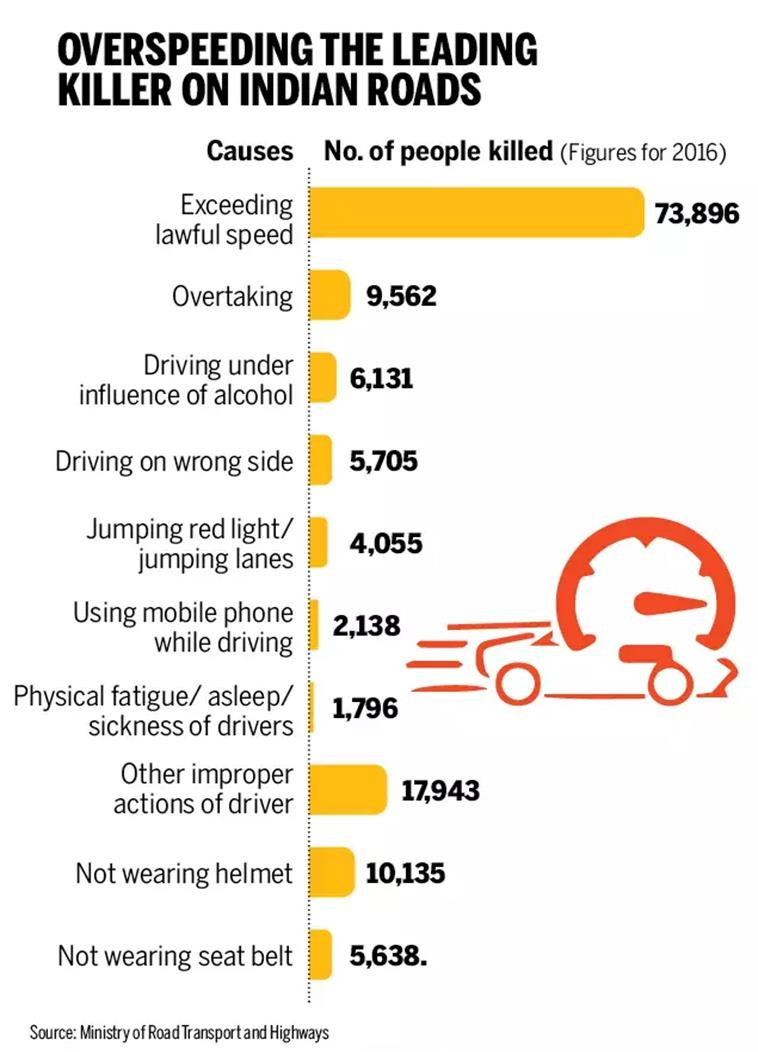 OVERSPEEDING THE LEADING
KILLER ON INDIAN ROADS
Causes No. of people killed (Figures for 2016)
Exceeding
lawful speed 73,896
Overtaking 9,562
Driving under
influence of alcohol 6,131
Driving on wrong side 5,705
Jumping red light/
jumping lanes 4,055
Using mobile phone
while driving 2,138
Physical fatigue/ asleep/
sickness of drivers 1,796
Other improper
actions of driver 17,943
Not wearing helmet 10,135
Not wearing seat belt 5,638.
Source: Ministry of Road Transport and Highways